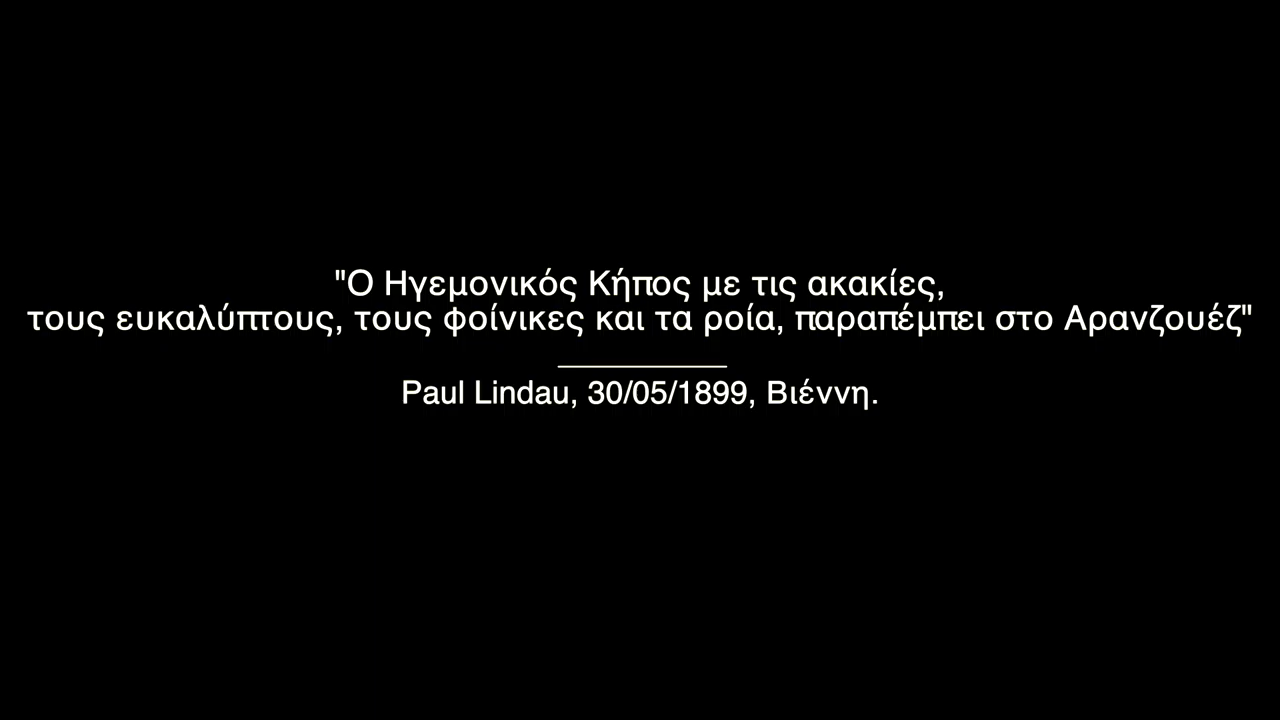 "Ο Ηγεμονικός Κήπος με τις ακακίες,
τους ευκαλύπτους, τους φοίνικες και τα ροία, παραπέμπει στο Αρανζουέζ"
Paul Lindau, 30/05/1899, Βιέννη.